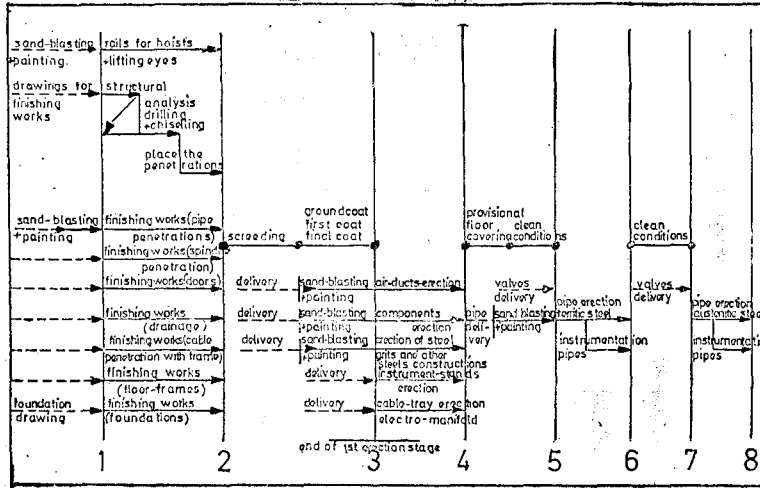 sand-blasting rails for hoists
+painting. +lifting eyes
drawings for structural
finishing works
analysis
drilling
+chiselling
place the
penetrations
sand-blasting finishing works(pipe
+painting penetrations)
screeding
groundcoat
first coat
final coat
provisional
floor clean
covering conditions
clean
conditions
finishing works(spindle
penetration)
finishing works(doors)
delivery sand-blasting air-ducts-erection
+painting
valves
delivery
valves
delivery
finishing works
(drainage)
delivery sand-blasting components
+painting erection
pipe delivery
sand blasting
+painting
pipe erection
ferritic steel
pipe erection
austenitic steel
finishing works(cable
penetration with frame)
delivery sand-blasting erection of steel
+painting grits and other
steels constructions
instrumentation
pipes
instrumentation
pipes
finishing works
(floor-frames)
delivery instrument-stands
erection
foundation finishing works
drawing (foundations)
delivery cable-tray erection
electro-manifold
end of 1st erection stage
1 2 3 4 5 6 7 8